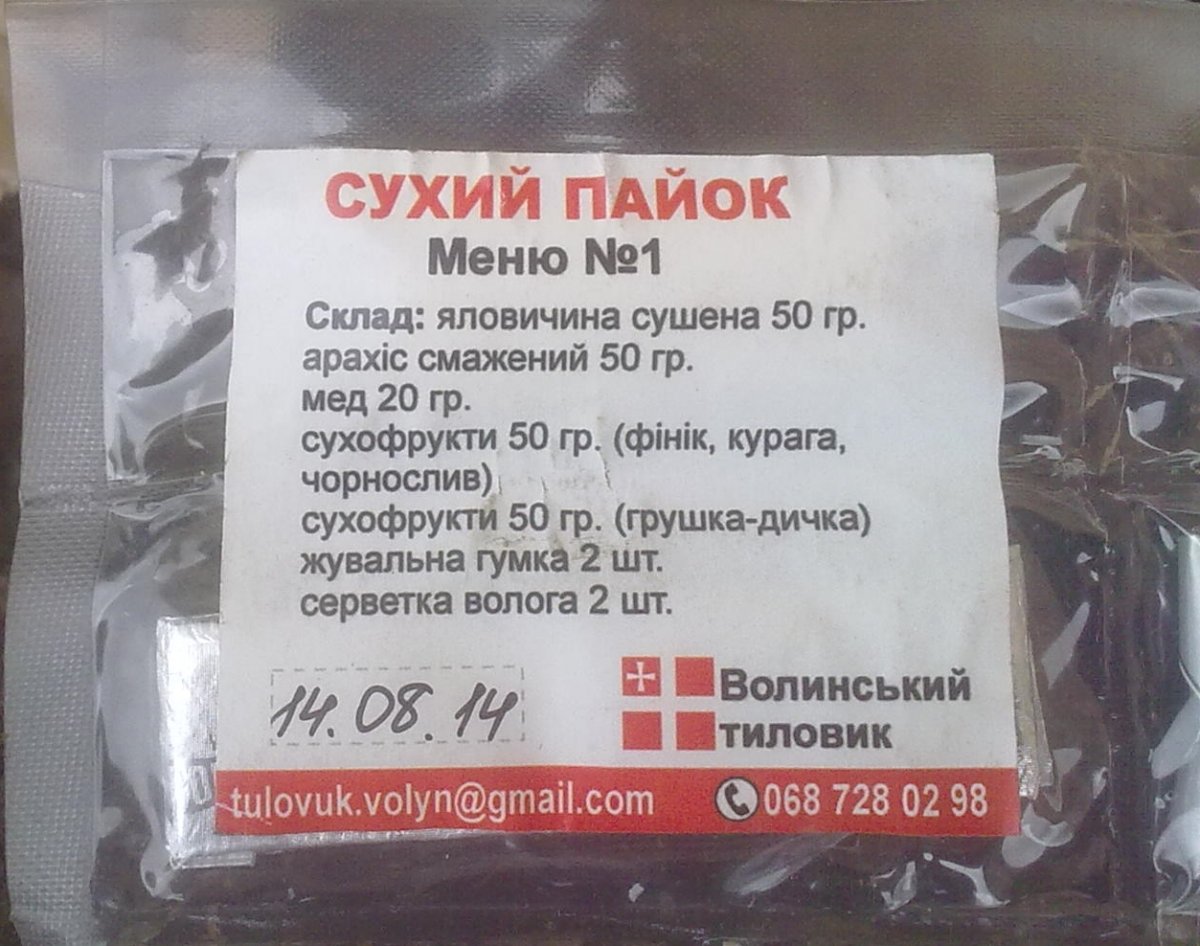 СУХИЙ ПАЙОК
Меню №1
Склад: яловичина сушена 50 гр.
арахіс смажений 50 гр.
мед 20 гр.
сухофрукти 50 гр. (фінік, курага,
чорнослив)
сухофрукти 50 гр. (грушка-дичка)
жувальна гумка 2 шт.
серветка волога 2 шт.
14.08.14
Волинський
тиловик
tulovuk.volyn@gmail.com 068 728 02 98